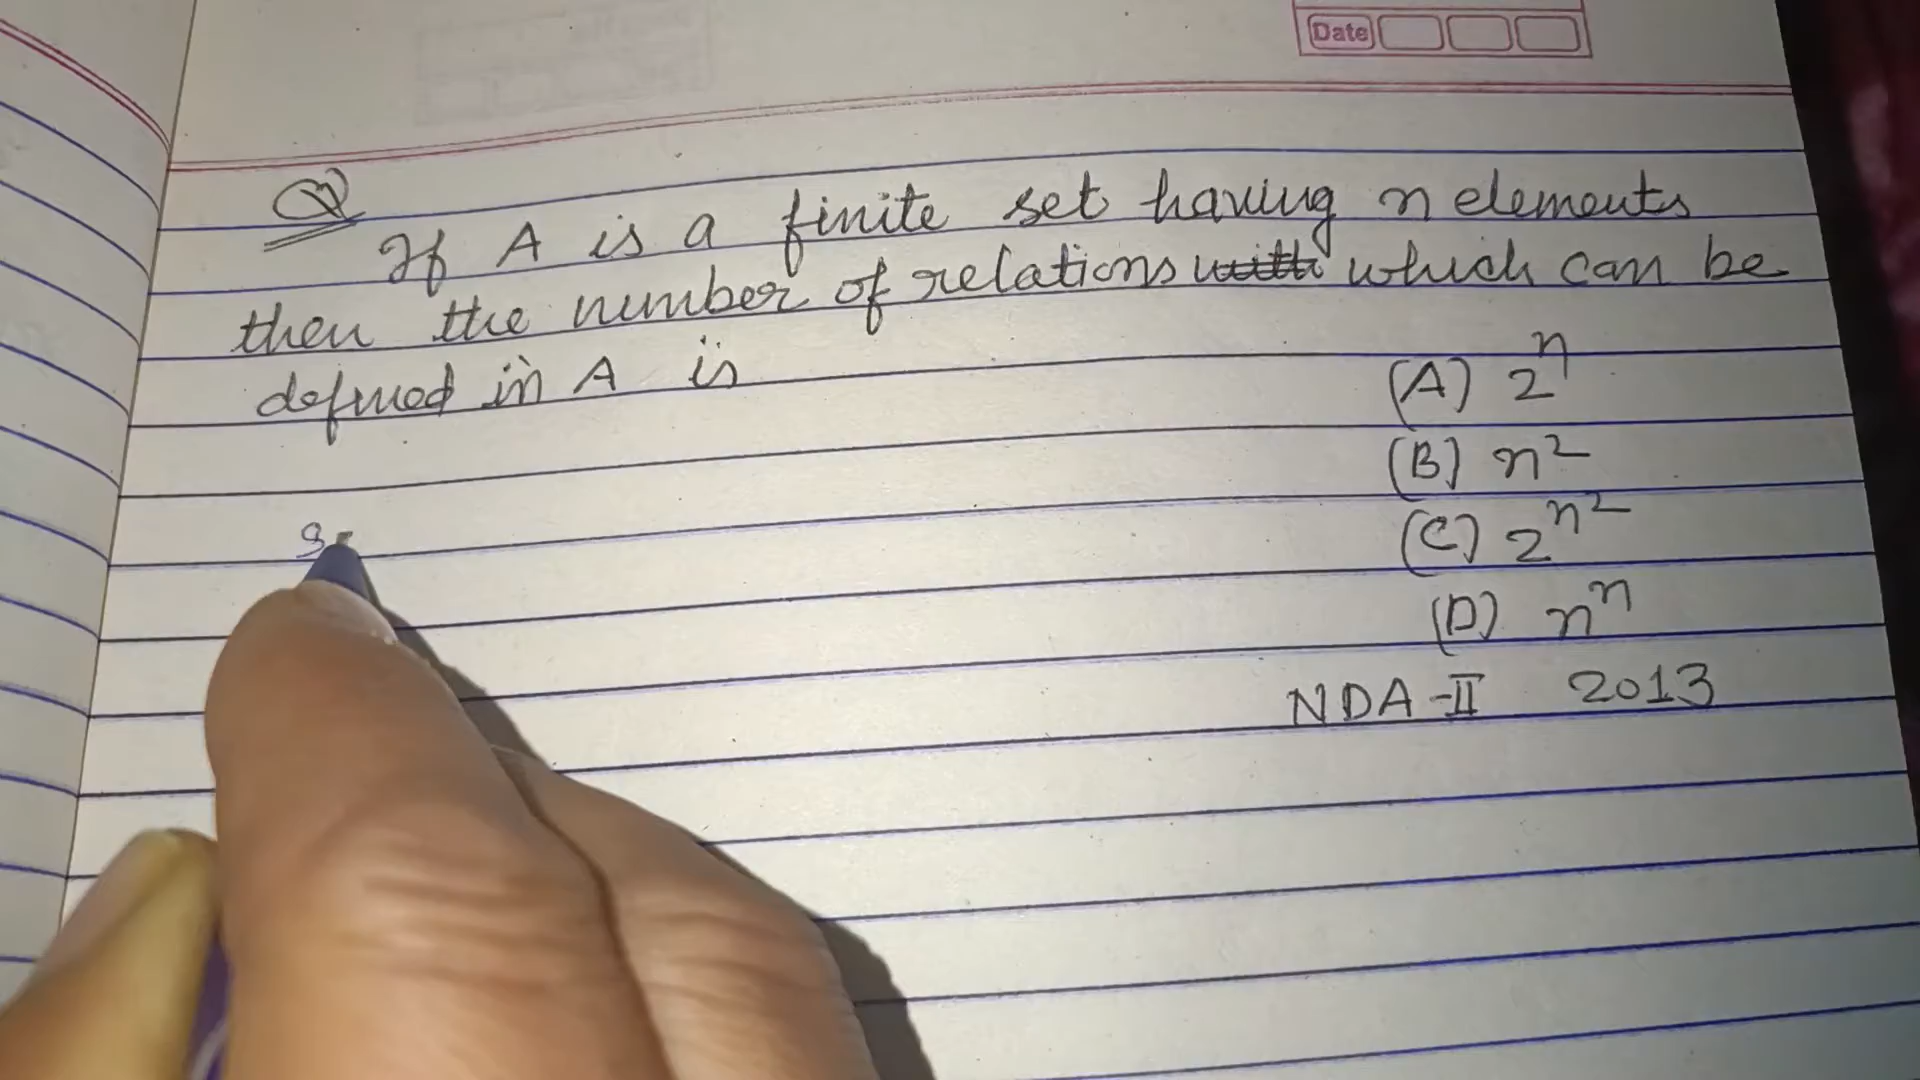 Date
Q
If A is a finite set having n elements
then the number of relations which can be
defined in A is
(A) 2^n
(B) n^2
(C) 2^n^2
(D) n^n
NDA-II 2013
S